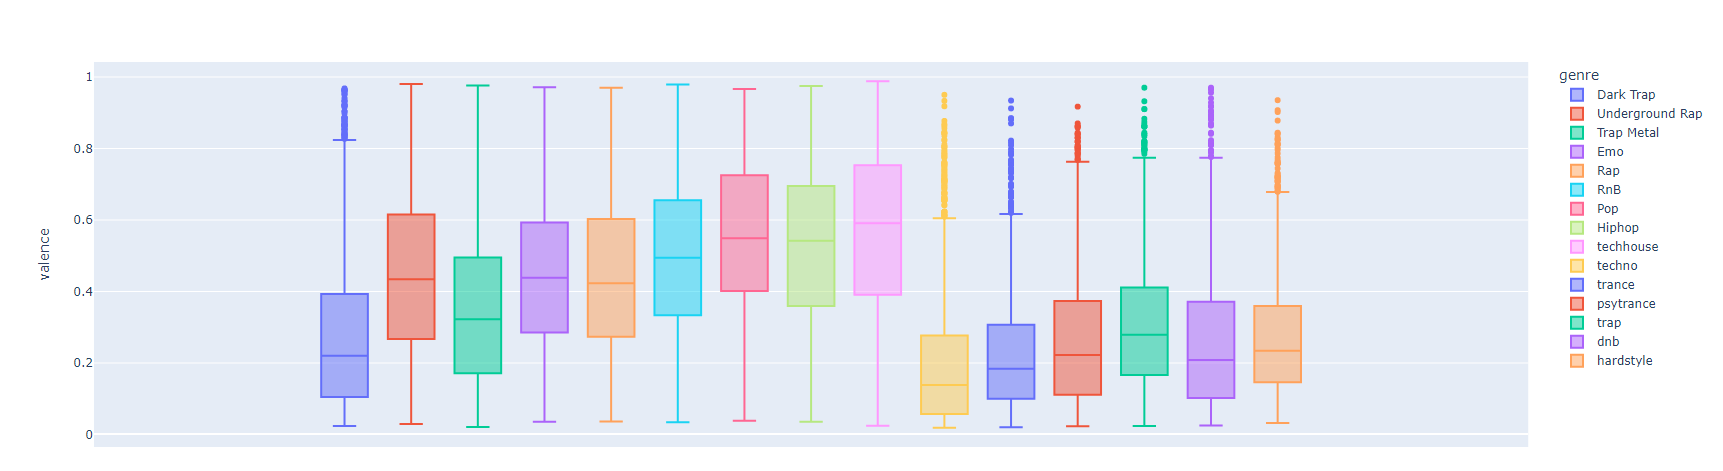 valence
1
0.8
0.6
0.4
0.2
0
genre
Dark Trap
Underground Rap
Trap Metal
Emo
Rap
RnB
Pop
Hiphop
techhouse
techno
trance
psytrance
trap
dnb
hardstyle